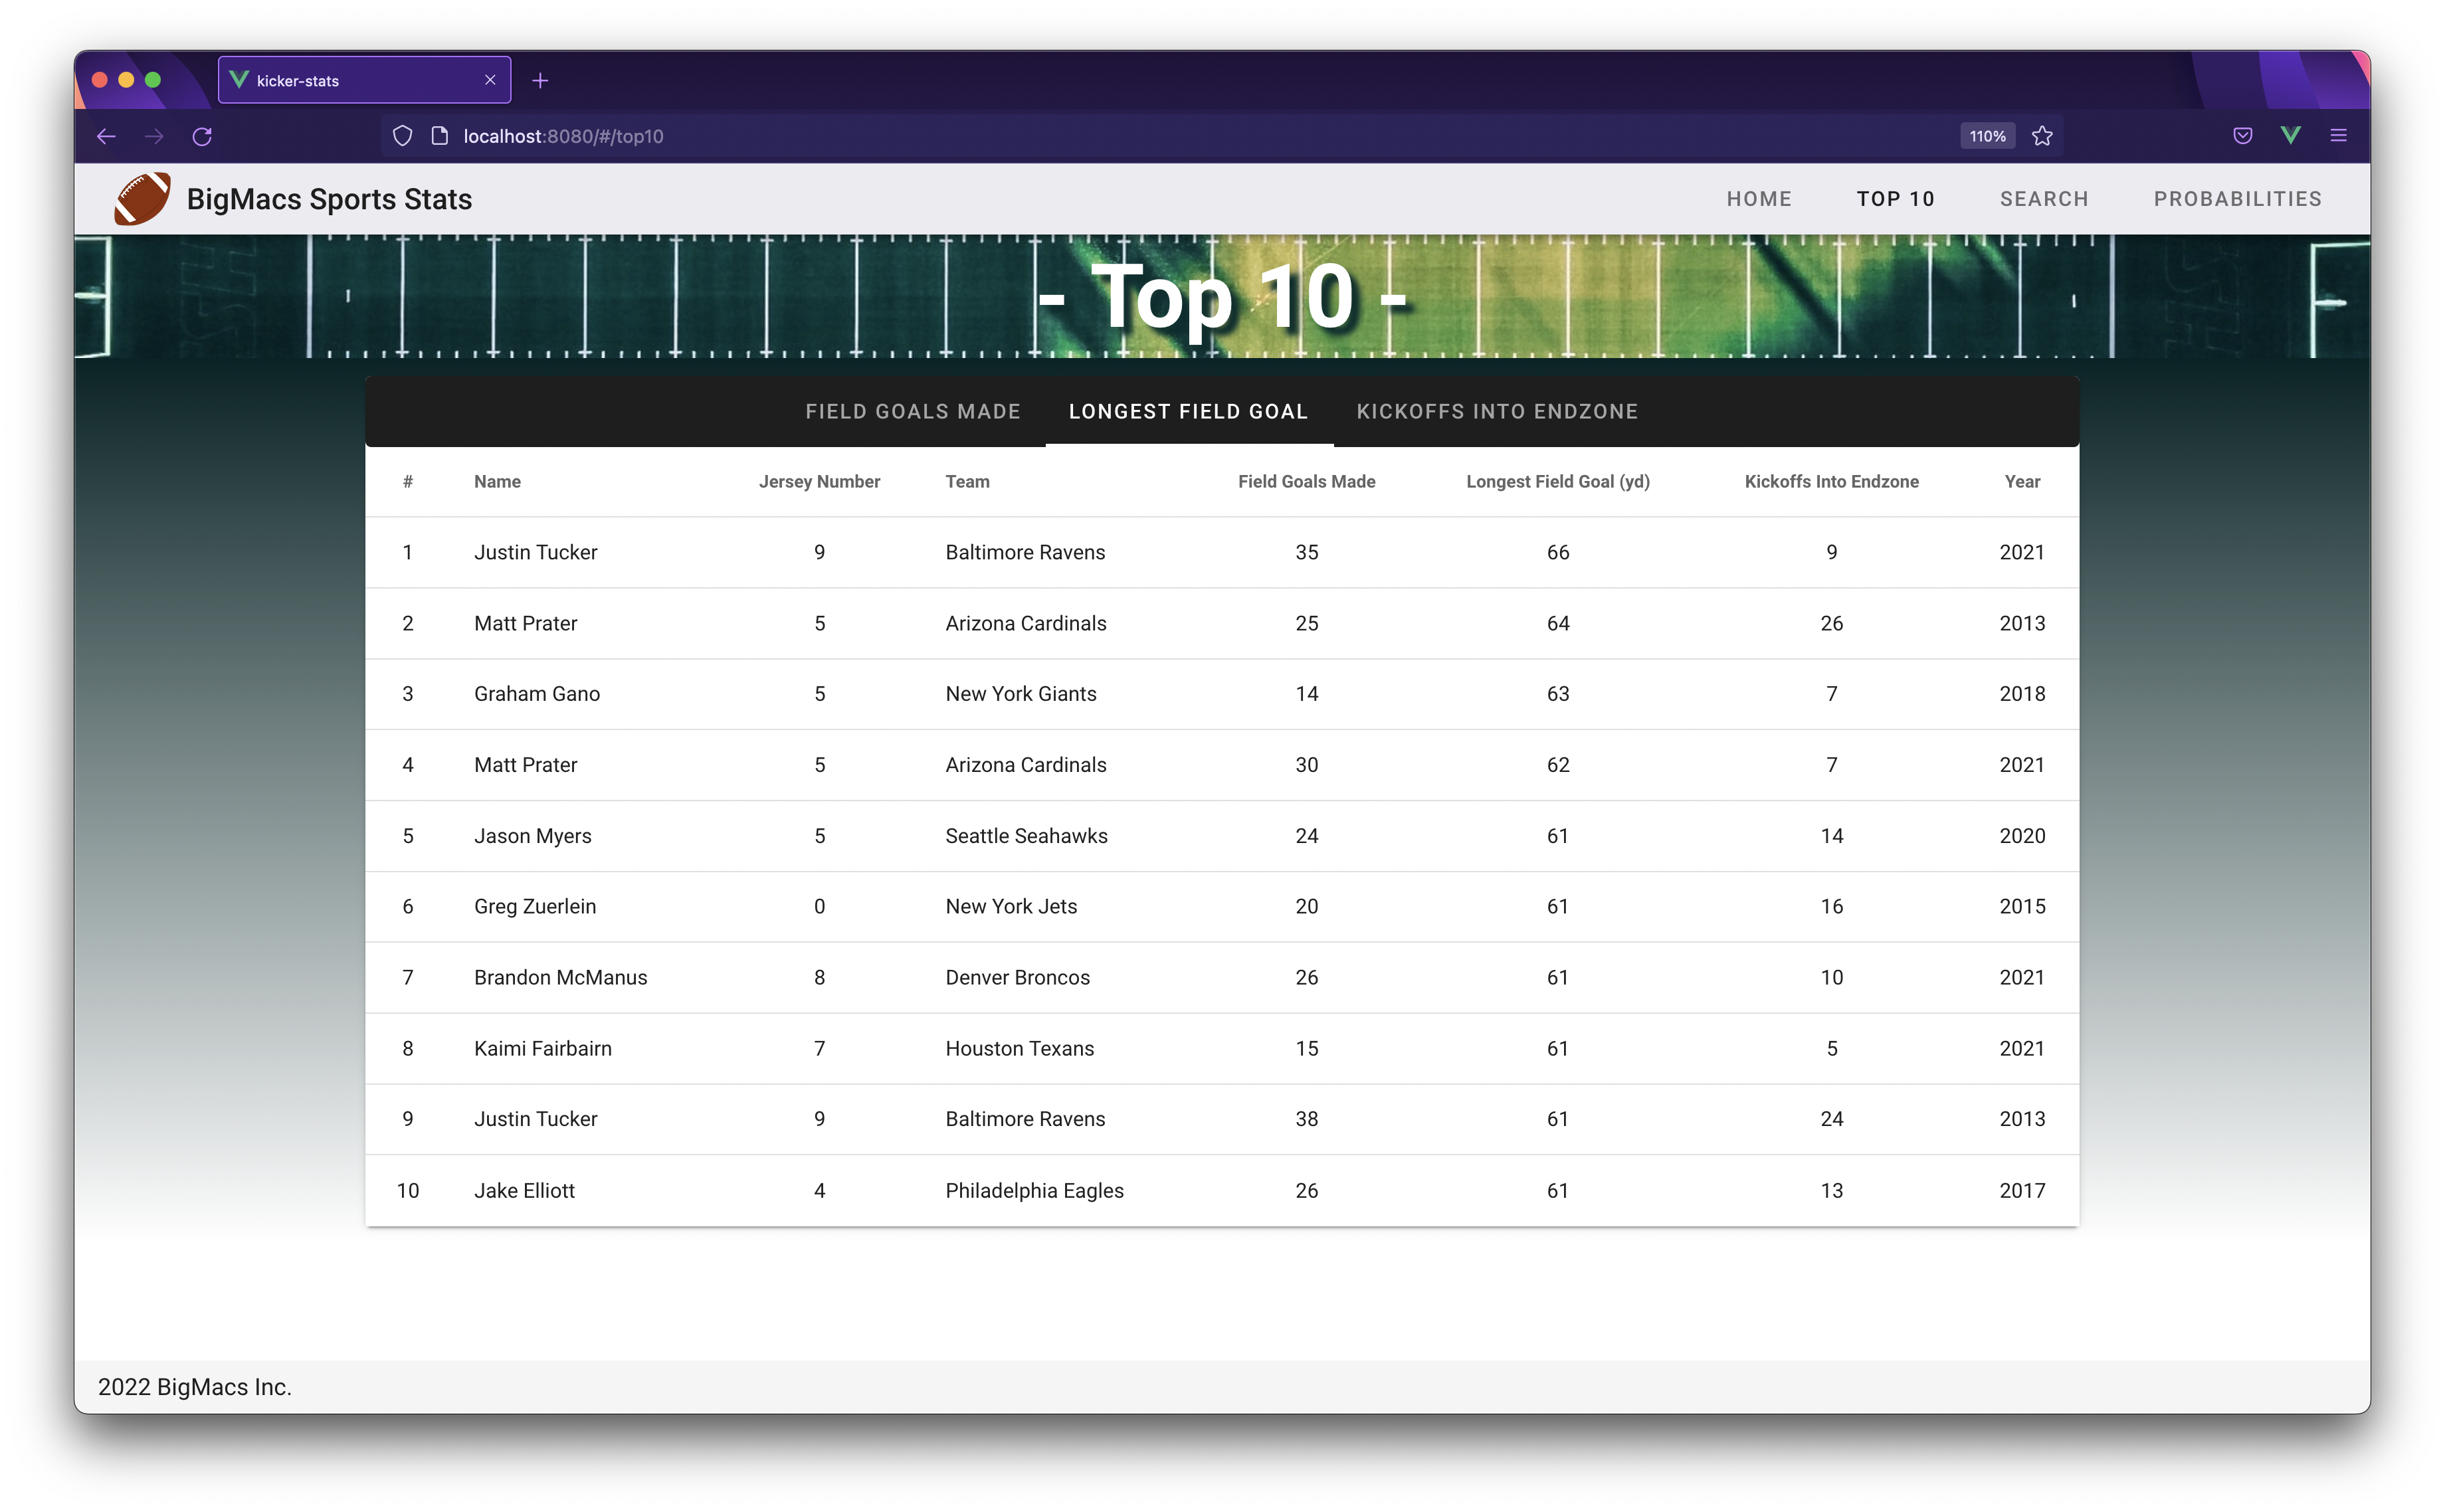 kicker-stats
localhost:8080/#/top10 110%
BigMacs Sports Stats HOME TOP 10 SEARCH PROBABILITIES
- Top 10 -
FIELD GOALS MADE LONGEST FIELD GOAL KICKOFFS INTO ENDZONE
# Name Jersey Number Team Field Goals Made Longest Field Goal (yd) Kickoffs Into Endzone Year
1 Justin Tucker 9 Baltimore Ravens 35 66 9 2021
2 Matt Prater 5 Arizona Cardinals 25 64 26 2013
3 Graham Gano 5 New York Giants 14 63 7 2018
4 Matt Prater 5 Arizona Cardinals 30 62 7 2021
5 Jason Myers 5 Seattle Seahawks 24 61 14 2020
6 Greg Zuerlein 0 New York Jets 20 61 16 2015
7 Brandon McManus 8 Denver Broncos 26 61 10 2021
8 Kaimi Fairbairn 7 Houston Texans 15 61 5 2021
9 Justin Tucker 9 Baltimore Ravens 38 61 24 2013
10 Jake Elliott 4 Philadelphia Eagles 26 61 13 2017
2022 BigMacs Inc.